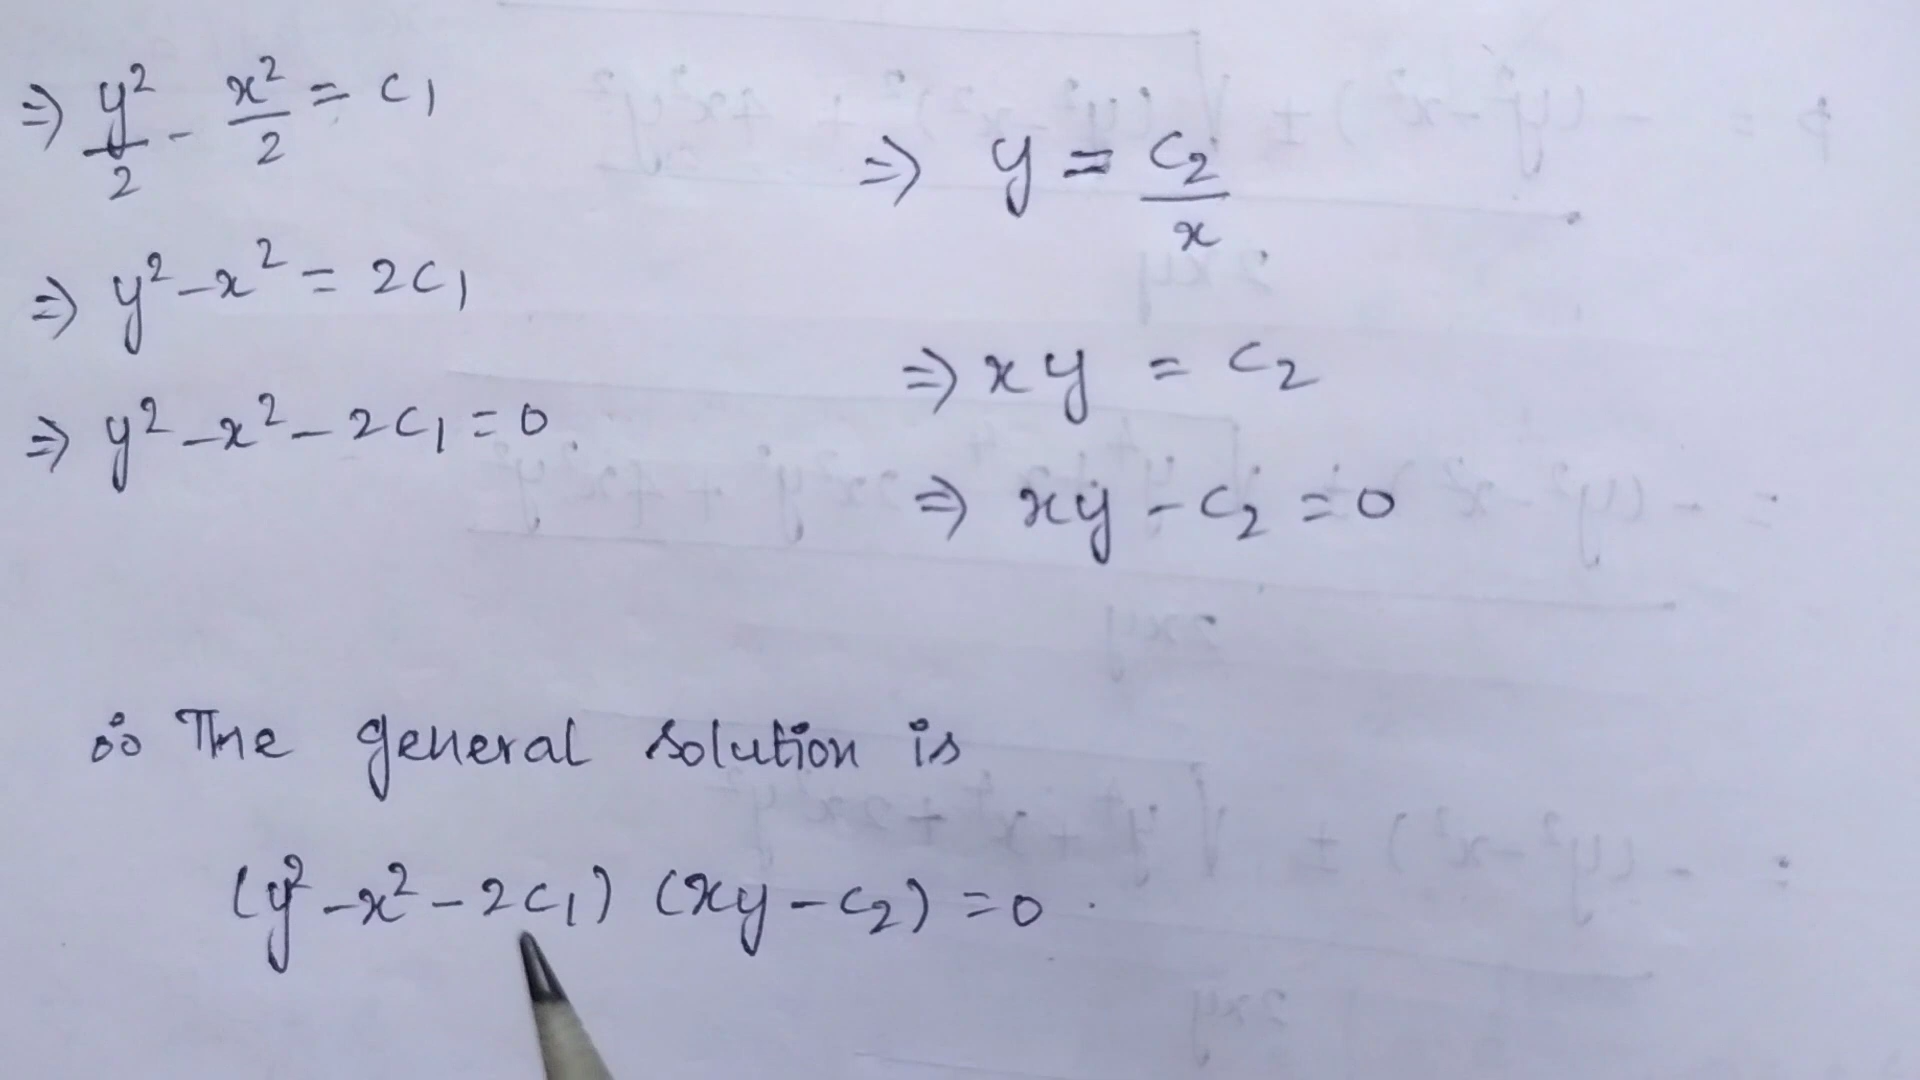 ⇒ y²/2 - x²/2 = c₁
⇒ y² - x² = 2c₁
⇒ y² - x² - 2c₁ = 0
⇒ y = c₂/x
⇒ xy = c₂
⇒ xy - c₂ = 0
∴ The general solution is
(y² - x² - 2c₁) (xy - c₂) = 0.